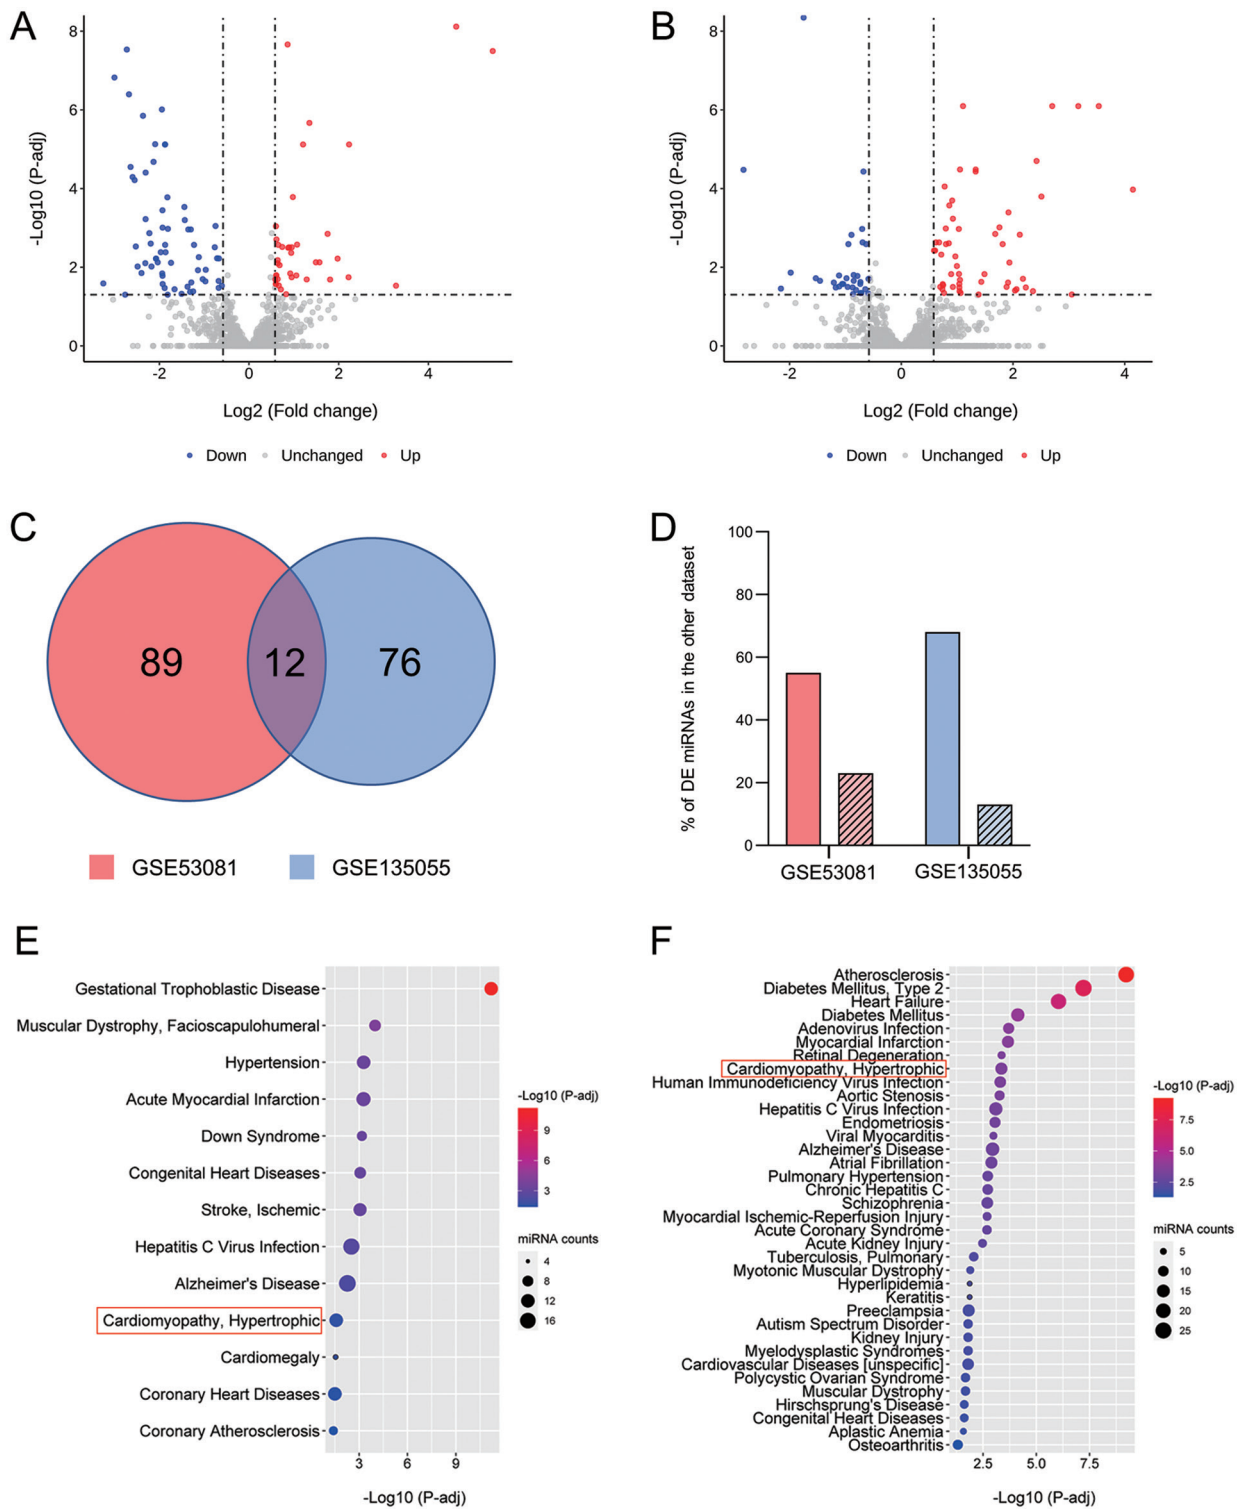 A
-Log10 (P-adj)
8
6
4
2
0
-2 0 2 4
Log2 (Fold change)
Down Unchanged Up
B
-Log10 (P-adj)
8
6
4
2
0
-2 0 2 4
Log2 (Fold change)
Down Unchanged Up
C
89 12 76
GSE53081 GSE135055
D
% of DE miRNAs in the other dataset
100
80
60
40
20
0
GSE53081 GSE135055
E
Gestational Trophoblastic Disease
Muscular Dystrophy, Facioscapulohumeral
Hypertension
Acute Myocardial Infarction
Down Syndrome
Congenital Heart Diseases
Stroke, Ischemic
Hepatitis C Virus Infection
Alzheimer's Disease
Cardiomyopathy, Hypertrophic
Cardiomegaly
Coronary Heart Diseases
Coronary Atherosclerosis
3 6 9
-Log10 (P-adj)
-Log10 (P-adj)
9
6
3
miRNA counts
4
8
12
16
F
Atherosclerosis
Diabetes Mellitus, Type 2
Heart Failure
Diabetes Mellitus
Adenovirus Infection
Myocardial Infarction
Retinal Degeneration
Cardiomyopathy, Hypertrophic
Human Immunodeficiency Virus Infection
Aortic Stenosis
Hepatitis C Virus Infection
Endometriosis
Viral Myocarditis
Alzheimer's Disease
Atrial Fibrillation
Pulmonary Hypertension
Chronic Hepatitis C
Schizophrenia
Myocardial Ischemic-Reperfusion Injury
Acute Coronary Syndrome
Acute Kidney Injury
Tuberculosis, Pulmonary
Myotonic Muscular Dystrophy
Hyperlipidemia
Keratitis
Preeclampsia
Autism Spectrum Disorder
Kidney Injury
Myelodysplastic Syndromes
Cardiovascular Diseases [unspecific]
Polycystic Ovarian Syndrome
Muscular Dystrophy
Hirschsprung's Disease
Congenital Heart Diseases
Aplastic Anemia
Osteoarthritis
2.5 5.0 7.5
-Log10 (P-adj)
-Log10 (P-adj)
7.5
5.0
2.5
miRNA counts
5
10
15
20
25